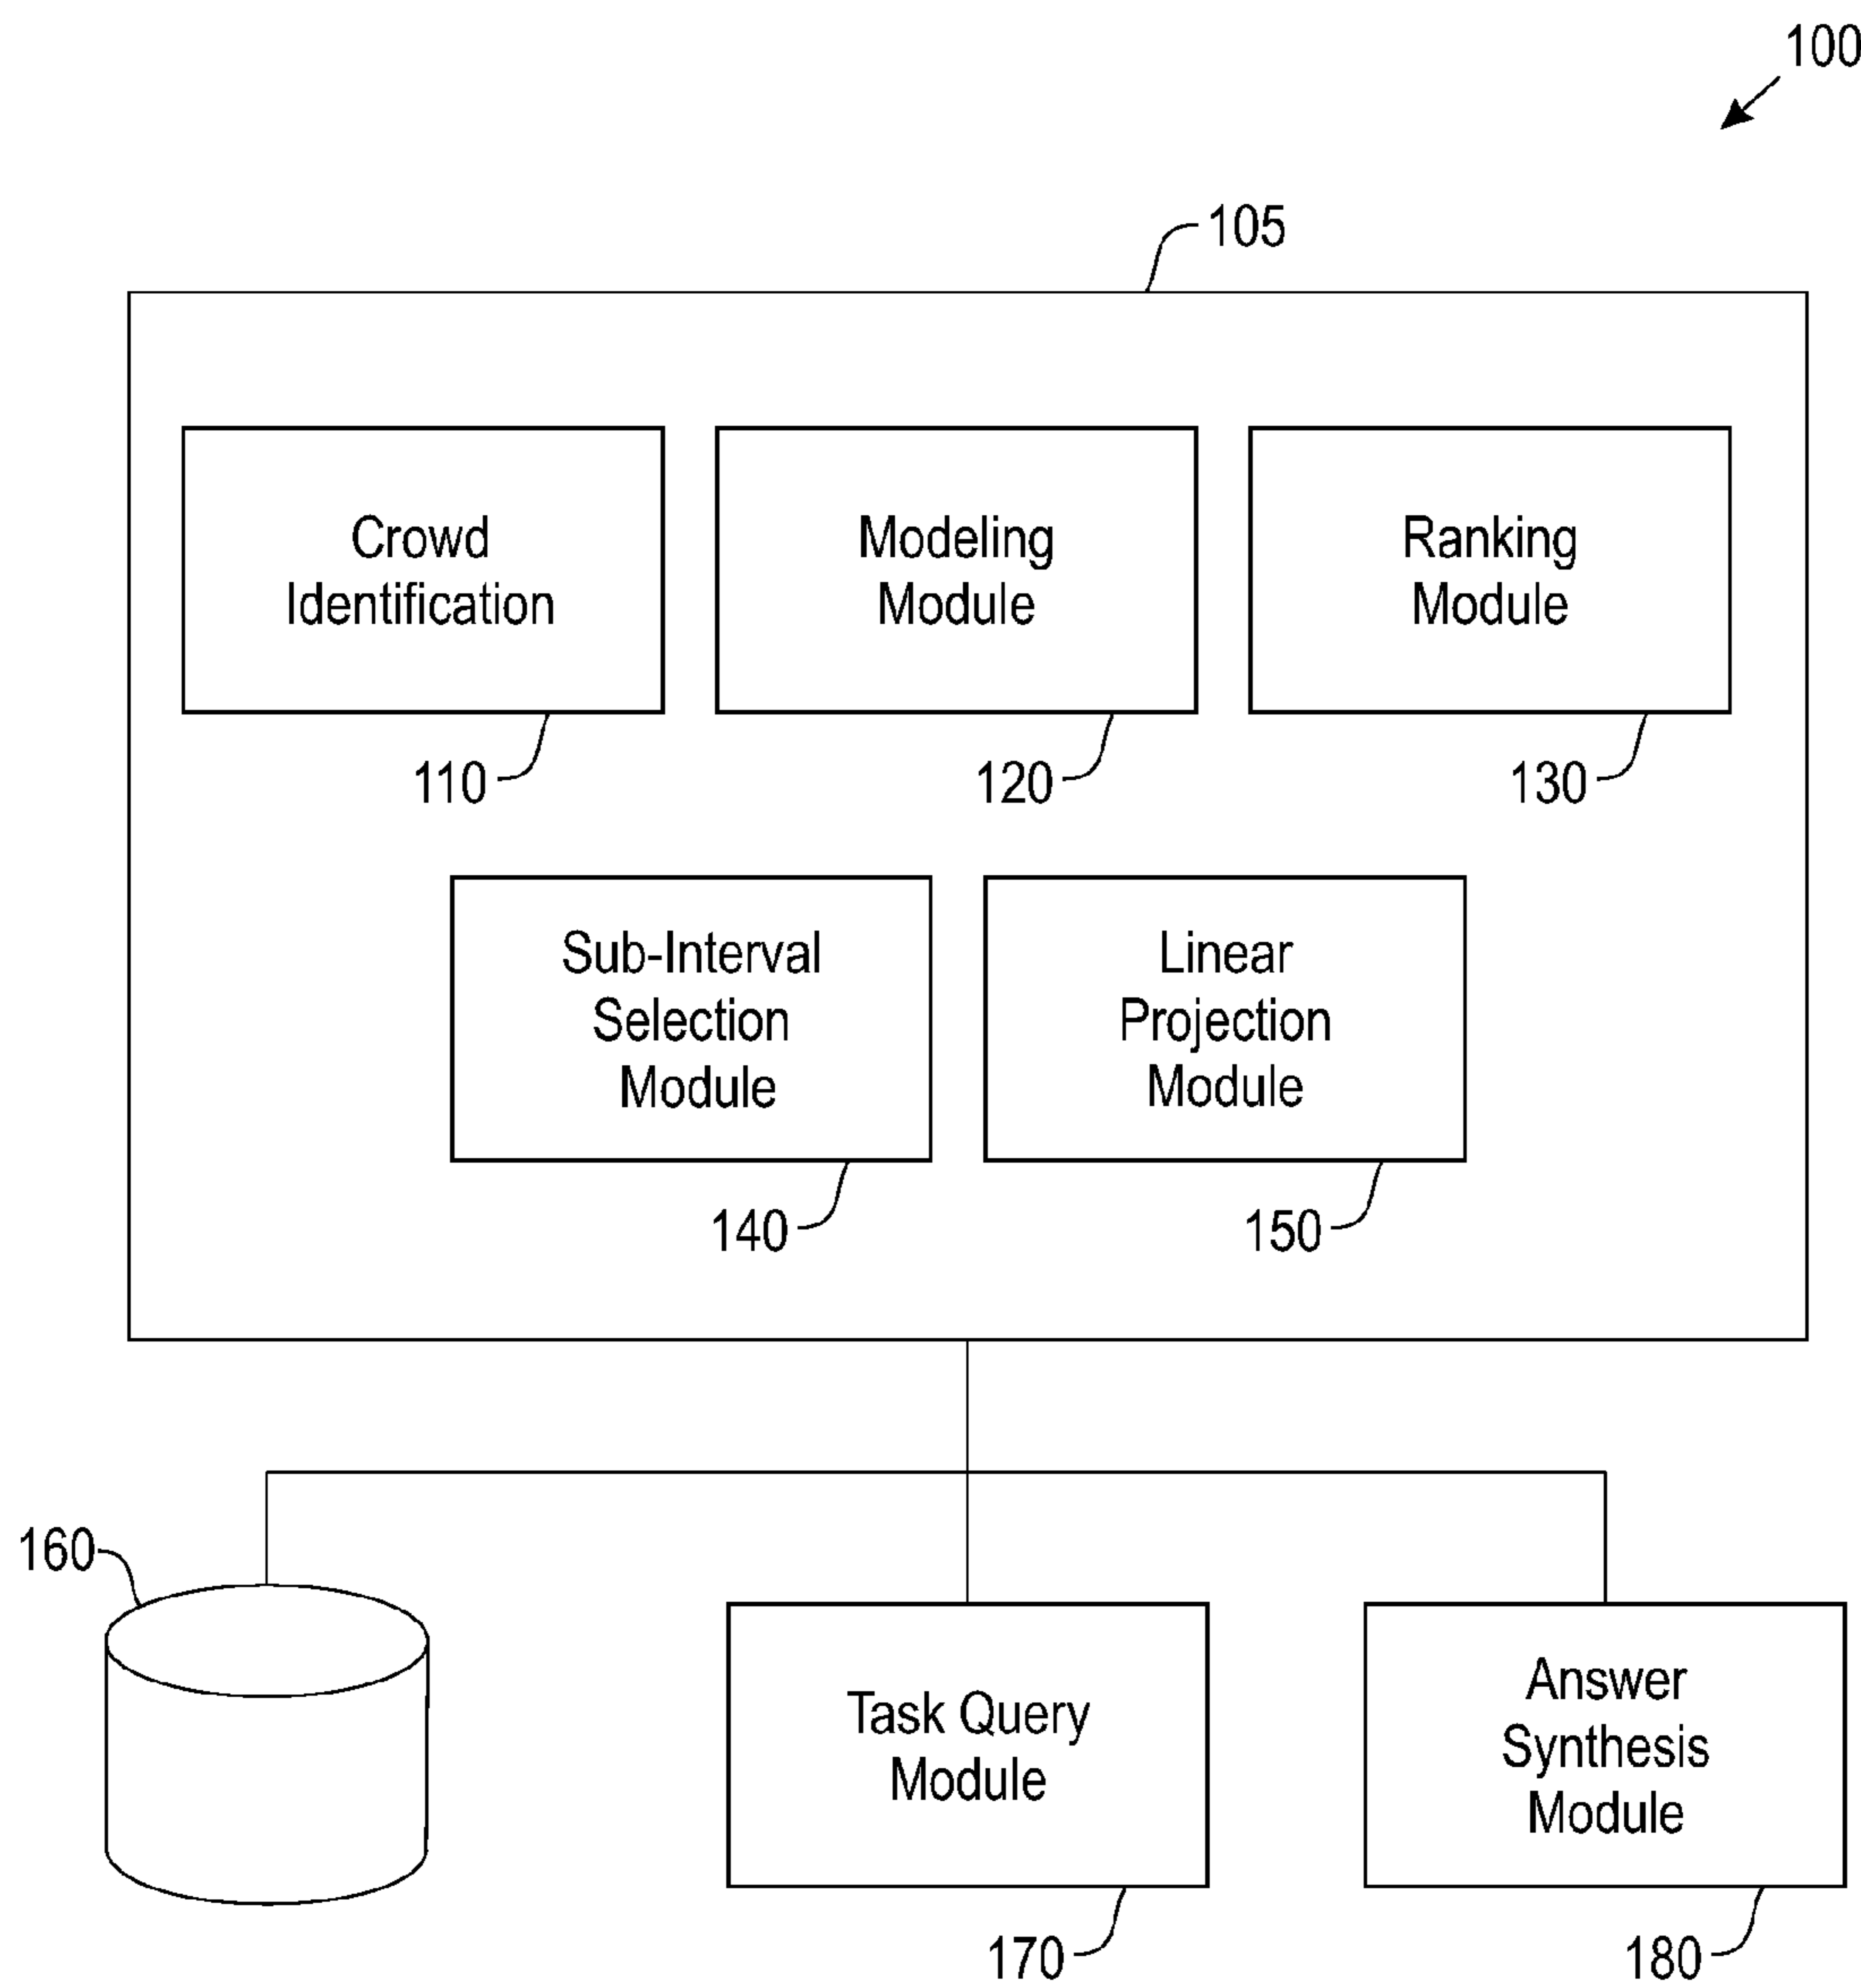 100
105
Crowd
Identification
110
Modeling
Module
120
Ranking
Module
130
Sub-Interval
Selection
Module
140
Linear
Projection
Module
150
160
Task Query
Module
170
Answer
Synthesis
Module
180